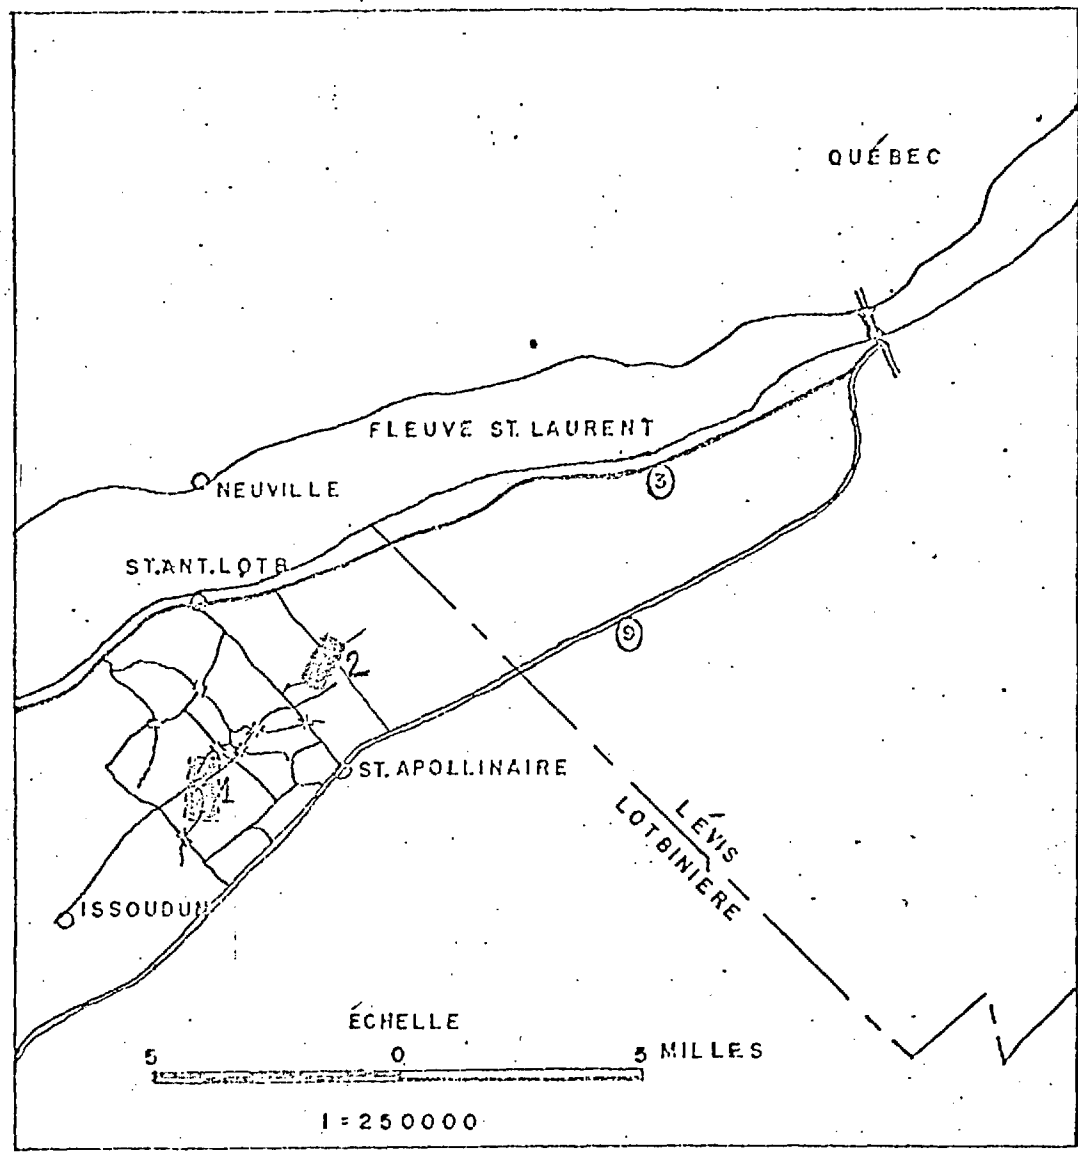 QUÉBEC
FLEUVE ST. LAURENT
3
NEUVILLE
ST.ANT.LOTB
9
2
ST. APOLLINAIRE
1
LÉVIS
LOTBINIERE
ISSOUDUN
ÉCHELLE
5 0 5 MILLES
1 = 250000